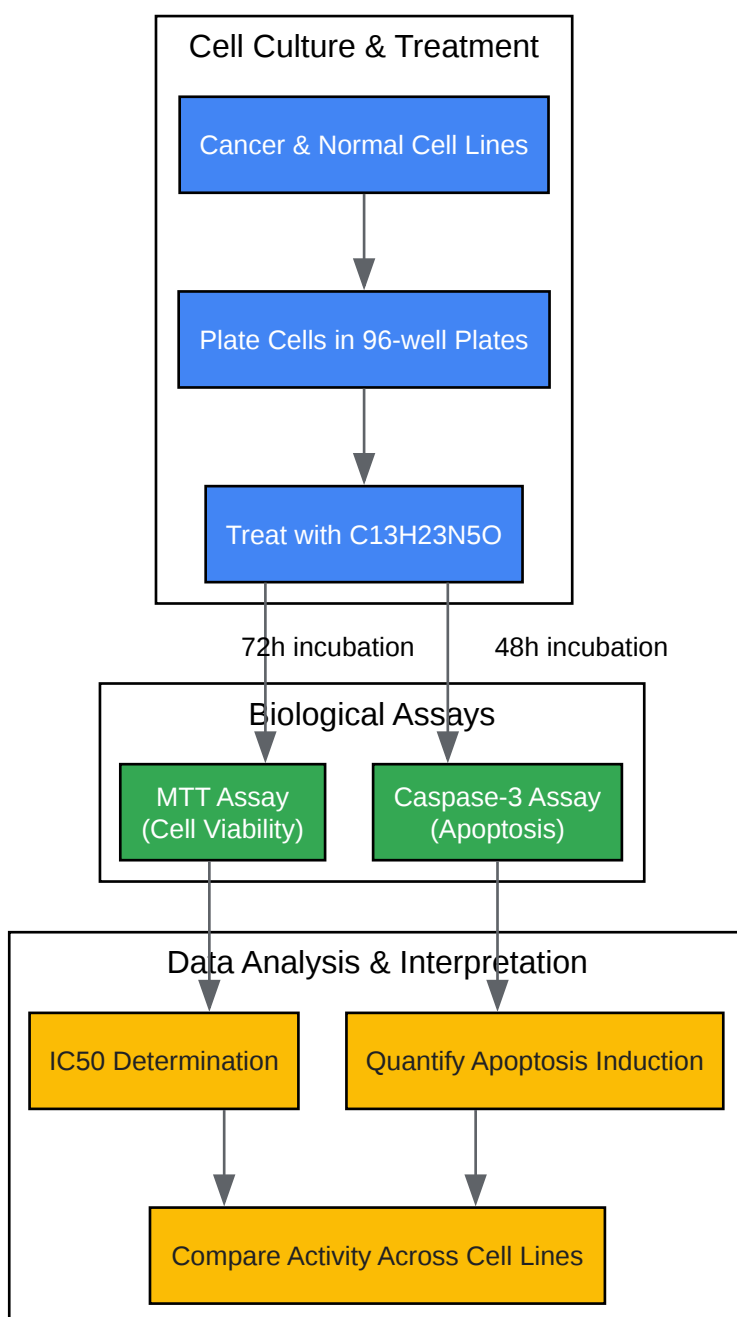 Cell Culture & Treatment
Cancer & Normal Cell Lines
Plate Cells in 96-well Plates
Treat with C13H23N5O
72h incubation
48h incubation
Biological Assays
MTT Assay
(Cell Viability)
Caspase-3 Assay
(Apoptosis)
Data Analysis & Interpretation
IC50 Determination
Quantify Apoptosis Induction
Compare Activity Across Cell Lines